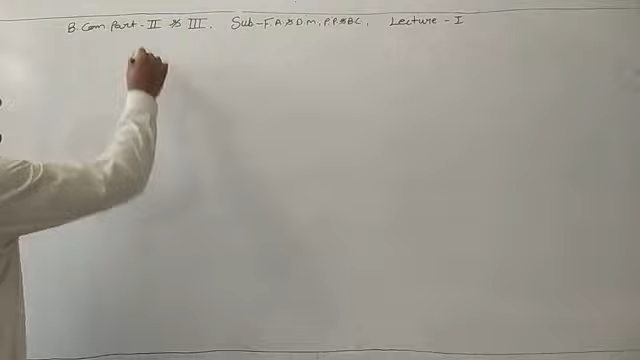 B. Com Part - II & III. Sub - F.A. & D.M., P.P. & B.C. Lecture - I